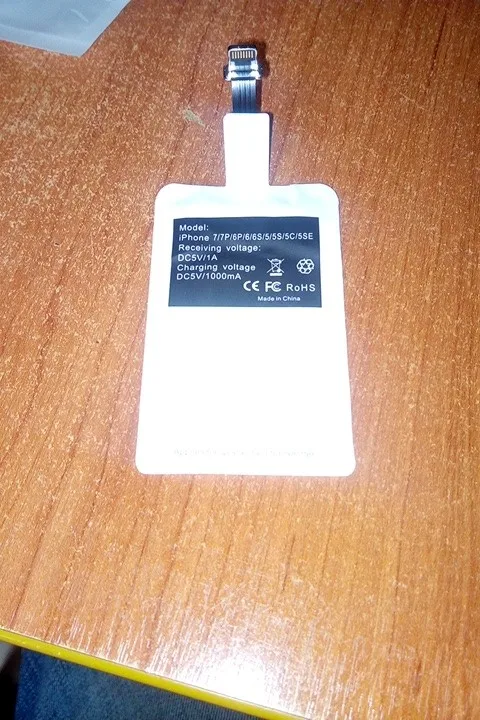 Model:
iPhone 7/7P/6P/6/6S/5/5S/5C/5SE
Receiving voltage:
DC5V/1A
Charging voltage
DC5V/1000mA
CE FC RoHS
Made in China